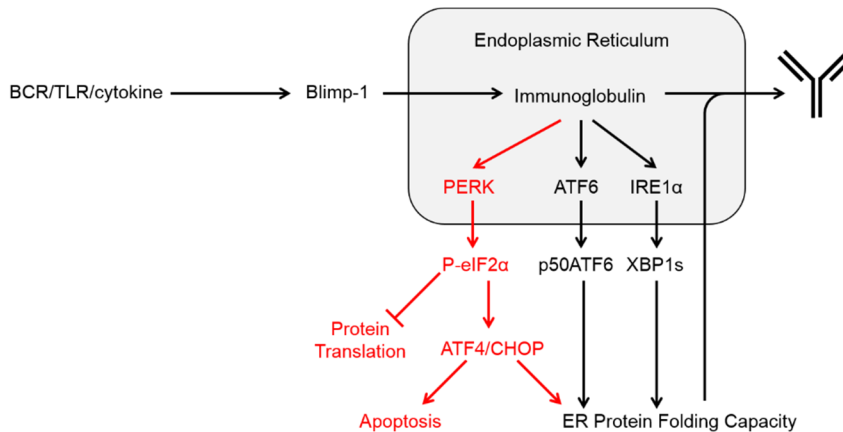 Endoplasmic Reticulum
BCR/TLR/cytokine
Blimp-1
Immunoglobulin
PERK
ATF6
IRE1α
P-eIF2α
p50ATF6
XBP1s
Protein
Translation
ATF4/CHOP
Apoptosis
ER Protein Folding Capacity